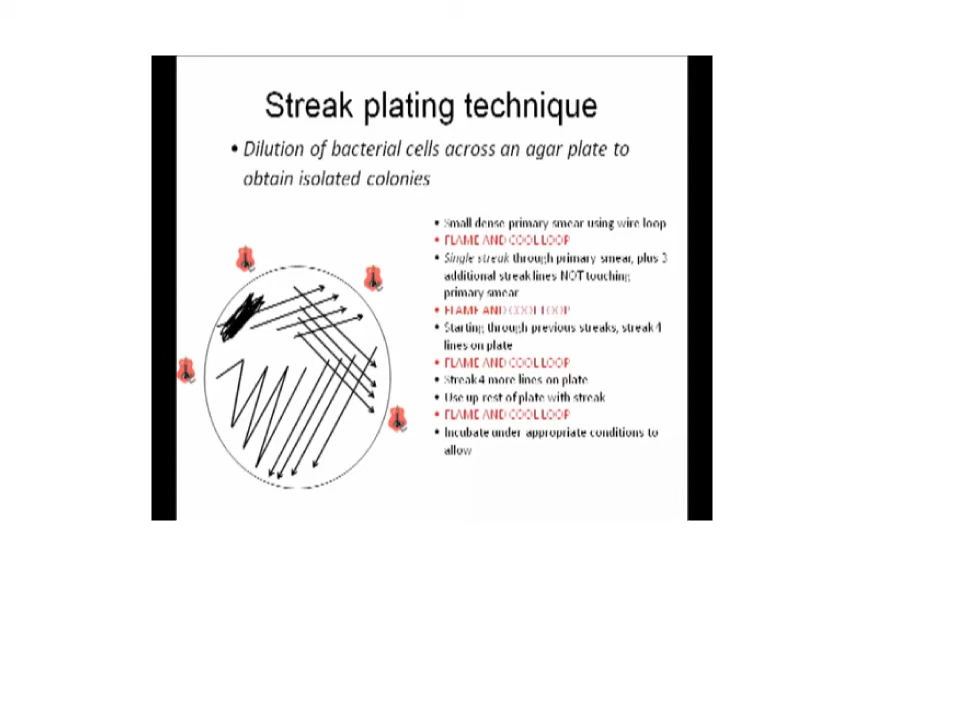 Streak plating technique
• Dilution of bacterial cells across an agar plate to
obtain isolated colonies
• Small dense primary smear using wire loop
• FLAME AND COOL LOOP
• Single streak through primary smear, plus 3
additional streak lines NOT touching
primary smear
• FLAME AND COOL LOOP
• Starting through previous streaks, streak 4
lines on plate
• FLAME AND COOL LOOP
• Streak 4 more lines on plate
• Use up rest of plate with streak
• FLAME AND COOL LOOP
• Incubate under appropriate conditions to
allow